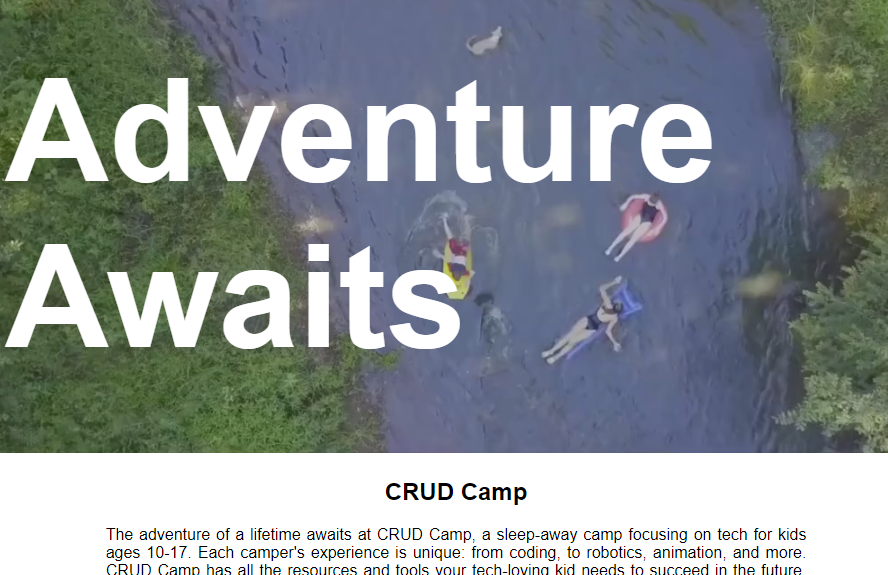 Adventure
Awaits
CRUD Camp
The adventure of a lifetime awaits at CRUD Camp, a sleep-away camp focusing on tech for kids
ages 10-17. Each camper's experience is unique: from coding, to robotics, animation, and more.
CRUD Camp has all the resources and tools your tech-loving kid needs to succeed in the future.